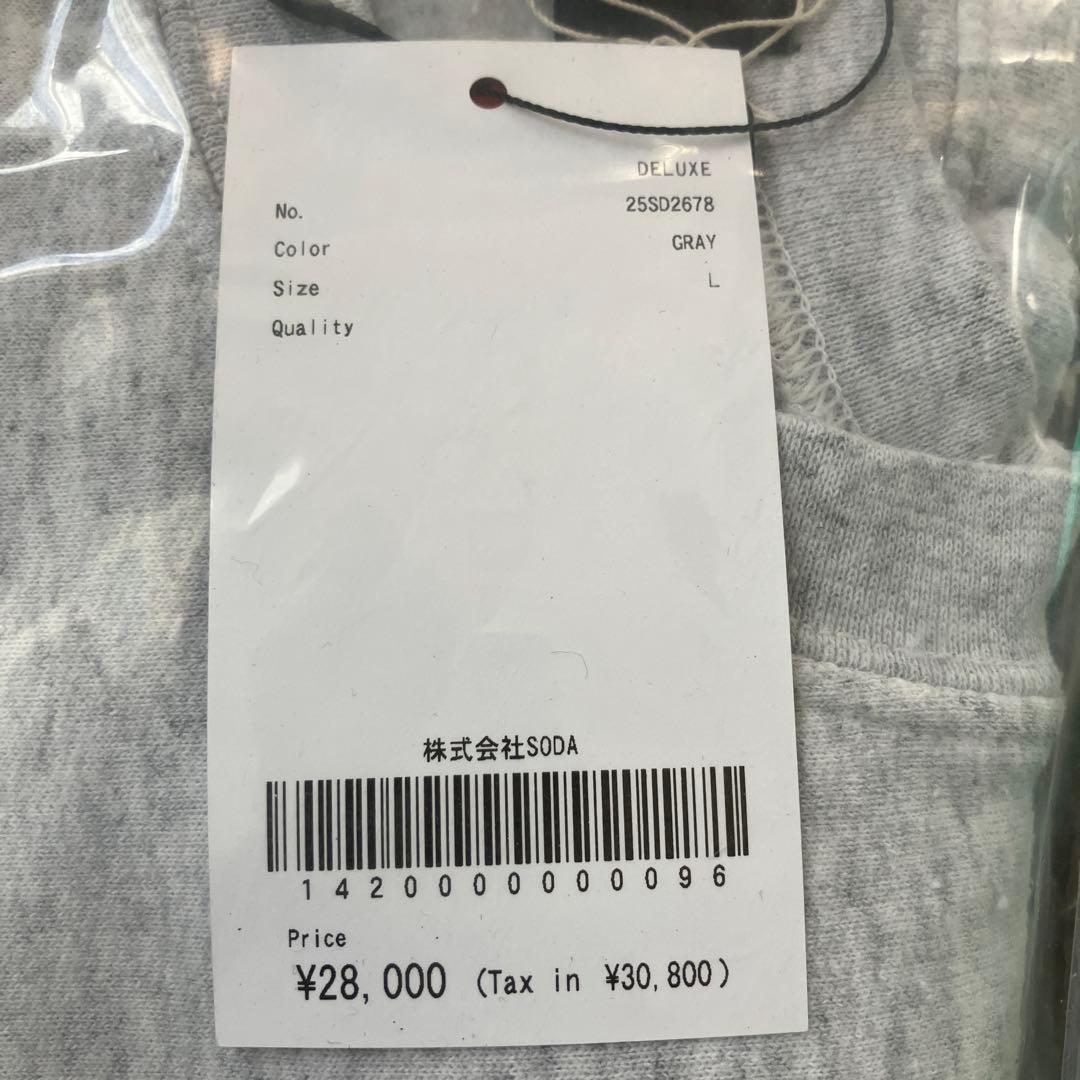 DELUXE
No. 25SD2678
Color GRAY
Size L
Quality
株式会社SODA
1420000000096
Price
¥28,000 (Tax in ¥30,800)